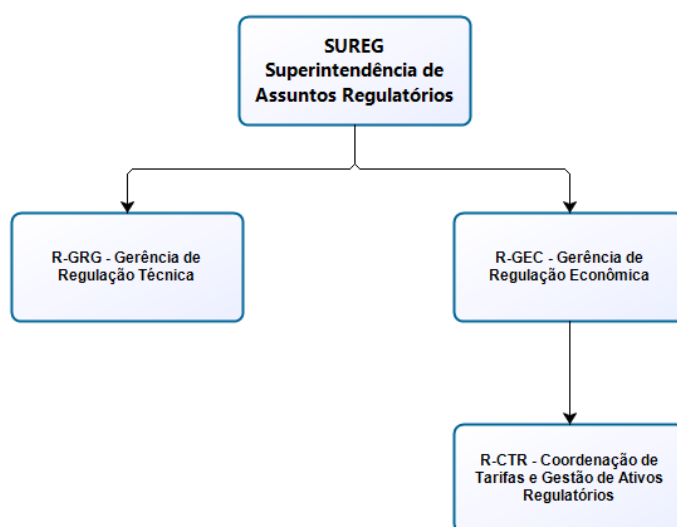 SUREG
Superintendência de
Assuntos Regulatórios
R-GRG - Gerência de
Regulação Técnica
R-GEC - Gerência de
Regulação Econômica
R-CTR - Coordenação de
Tarifas e Gestão de Ativos
Regulatórios